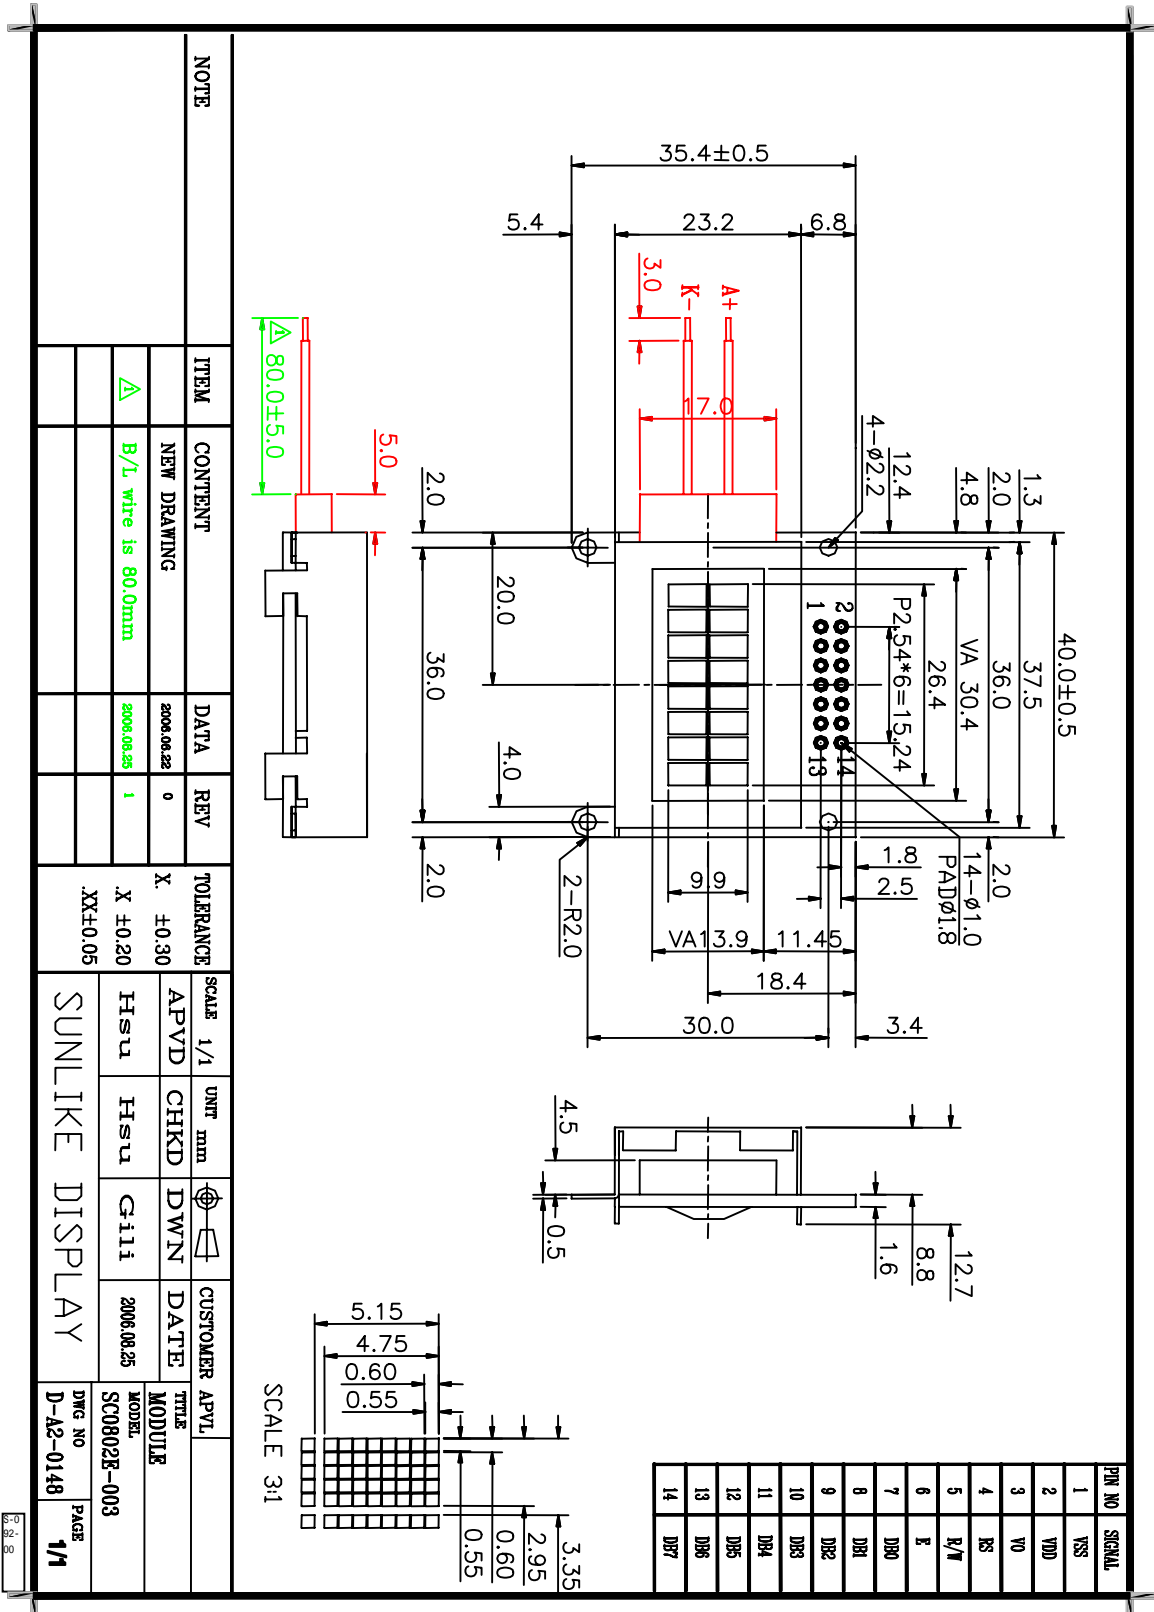 NOTE
35.4±0.5
5.4
23.2
6.8
3.0
K-
A+
17.0
4-ø2.2
12.4
4.8
2.0
1.3
40.0±0.5
37.5
36.0
VA 30.4
26.4
P2.54*6=15.24
1
2
13
14
2.0
14-ø1.0
PADØ1.8
1.8
2.5
9.9
VA13.9
11.45
18.4
30.0
3.4
2.0
20.0
36.0
4.0
2.0
2-R2.0
5.0
1
80.0±5.0
4.5
0.5
1.6
8.8
12.7
5.15
4.75
0.60
0.55
SCALE 3:1
3.35
2.95
0.60
0.55
PIN NO SIGNAL
1 VSS
2 VDD
3 V0
4 RS
5 R/W
6 E
7 DB0
8 DB1
9 DB2
10 DB3
11 DB4
12 DB5
13 DB6
14 DB7
ITEM CONTENT DATA REV
NEW DRAWING 2006.06.22 0
1 B/L wire is 80.0mm 2006.08.25 1
TOLERANCE
X. ±0.30
.X ±0.20
.XX±0.05
SCALE 1/1 UNIT mm CUSTOMER APVL
APVD CHKD DWN DATE
Hsu Hsu Gili 2006.08.25
SUNLIKE DISPLAY
TITLE
MODULE
MODEL
SC0802E-003
DWG NO
D-A2-0148
PAGE
1/1
S-0
92-
00